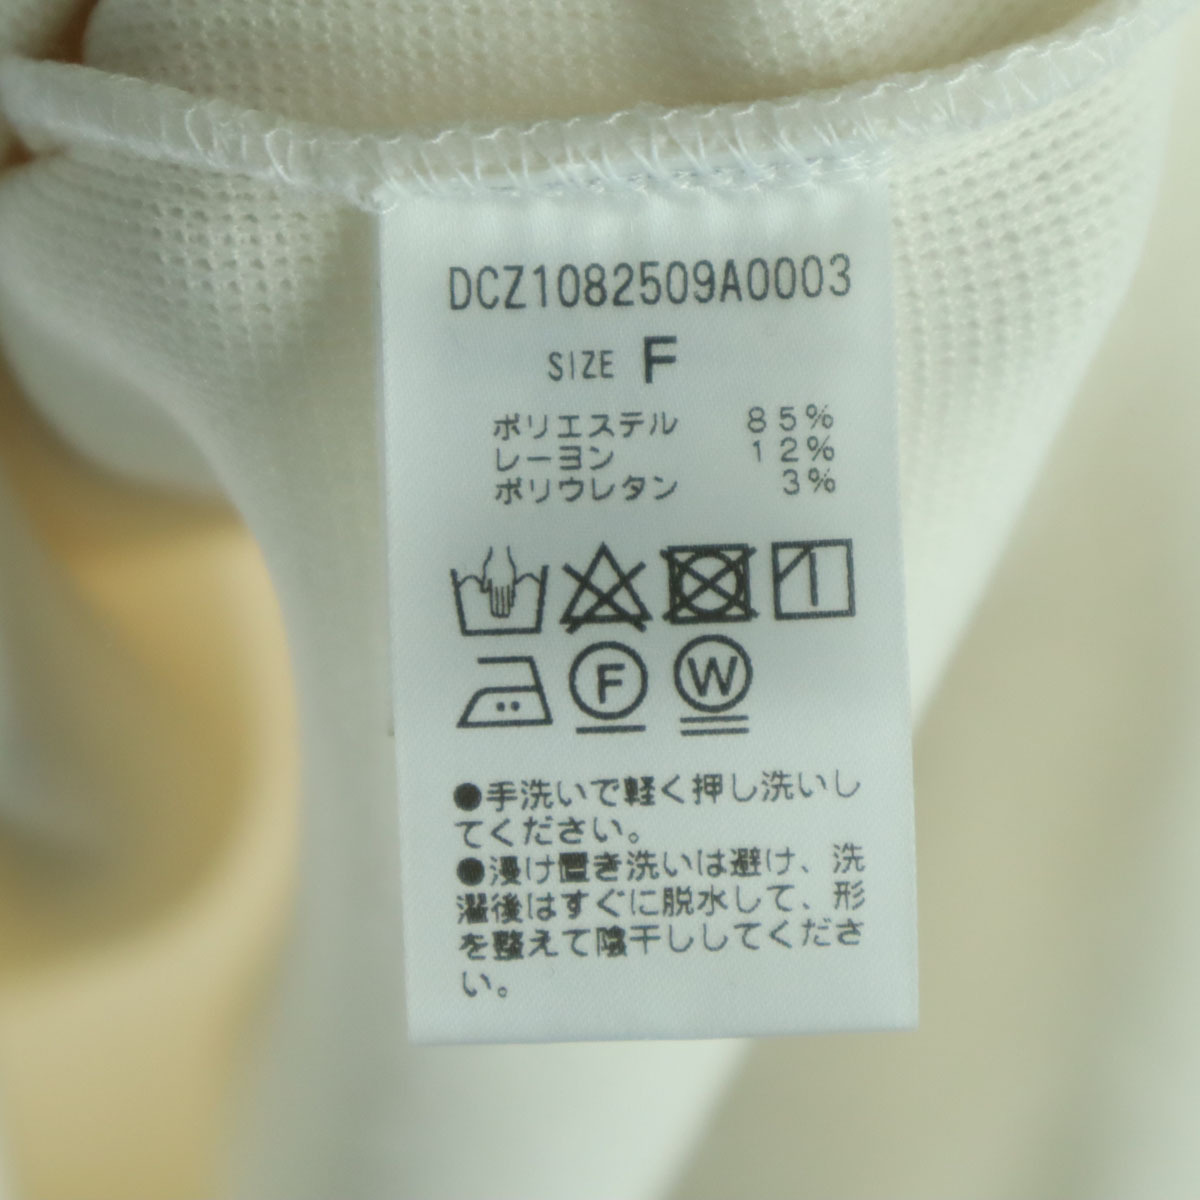 DCZ1082509A0003
SIZE F
ポリエステル 85%
レーヨン 12%
ポリウレタン 3%
F W
●手洗いで軽く押し洗いし
てください。
●浸け置き洗いは避け、洗
濯後はすぐに脱水して、形
を整えて陰干ししてくださ
い。